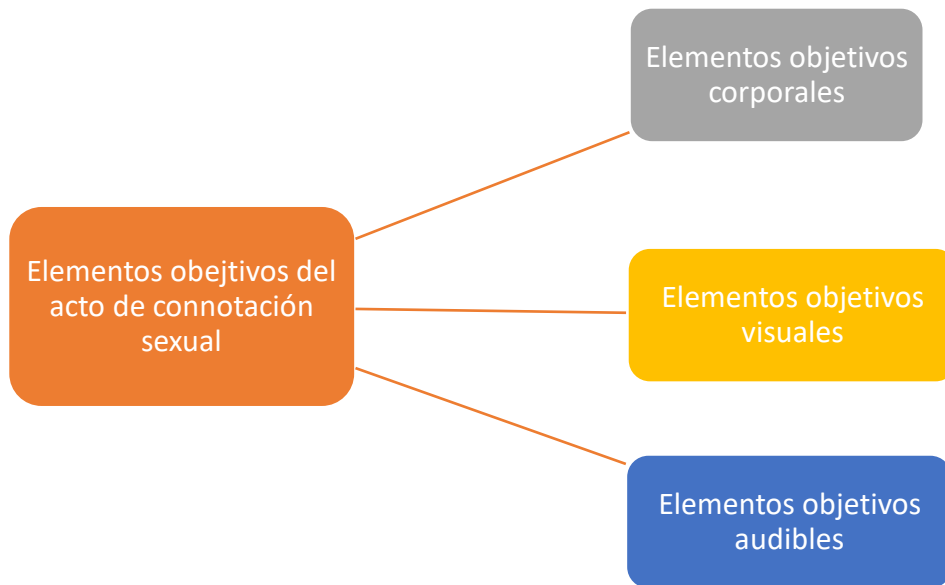 Elementos objetivos
corporales
Elementos obejtivos del
acto de connotación
sexual
Elementos objetivos
visuales
Elementos objetivos
audibles